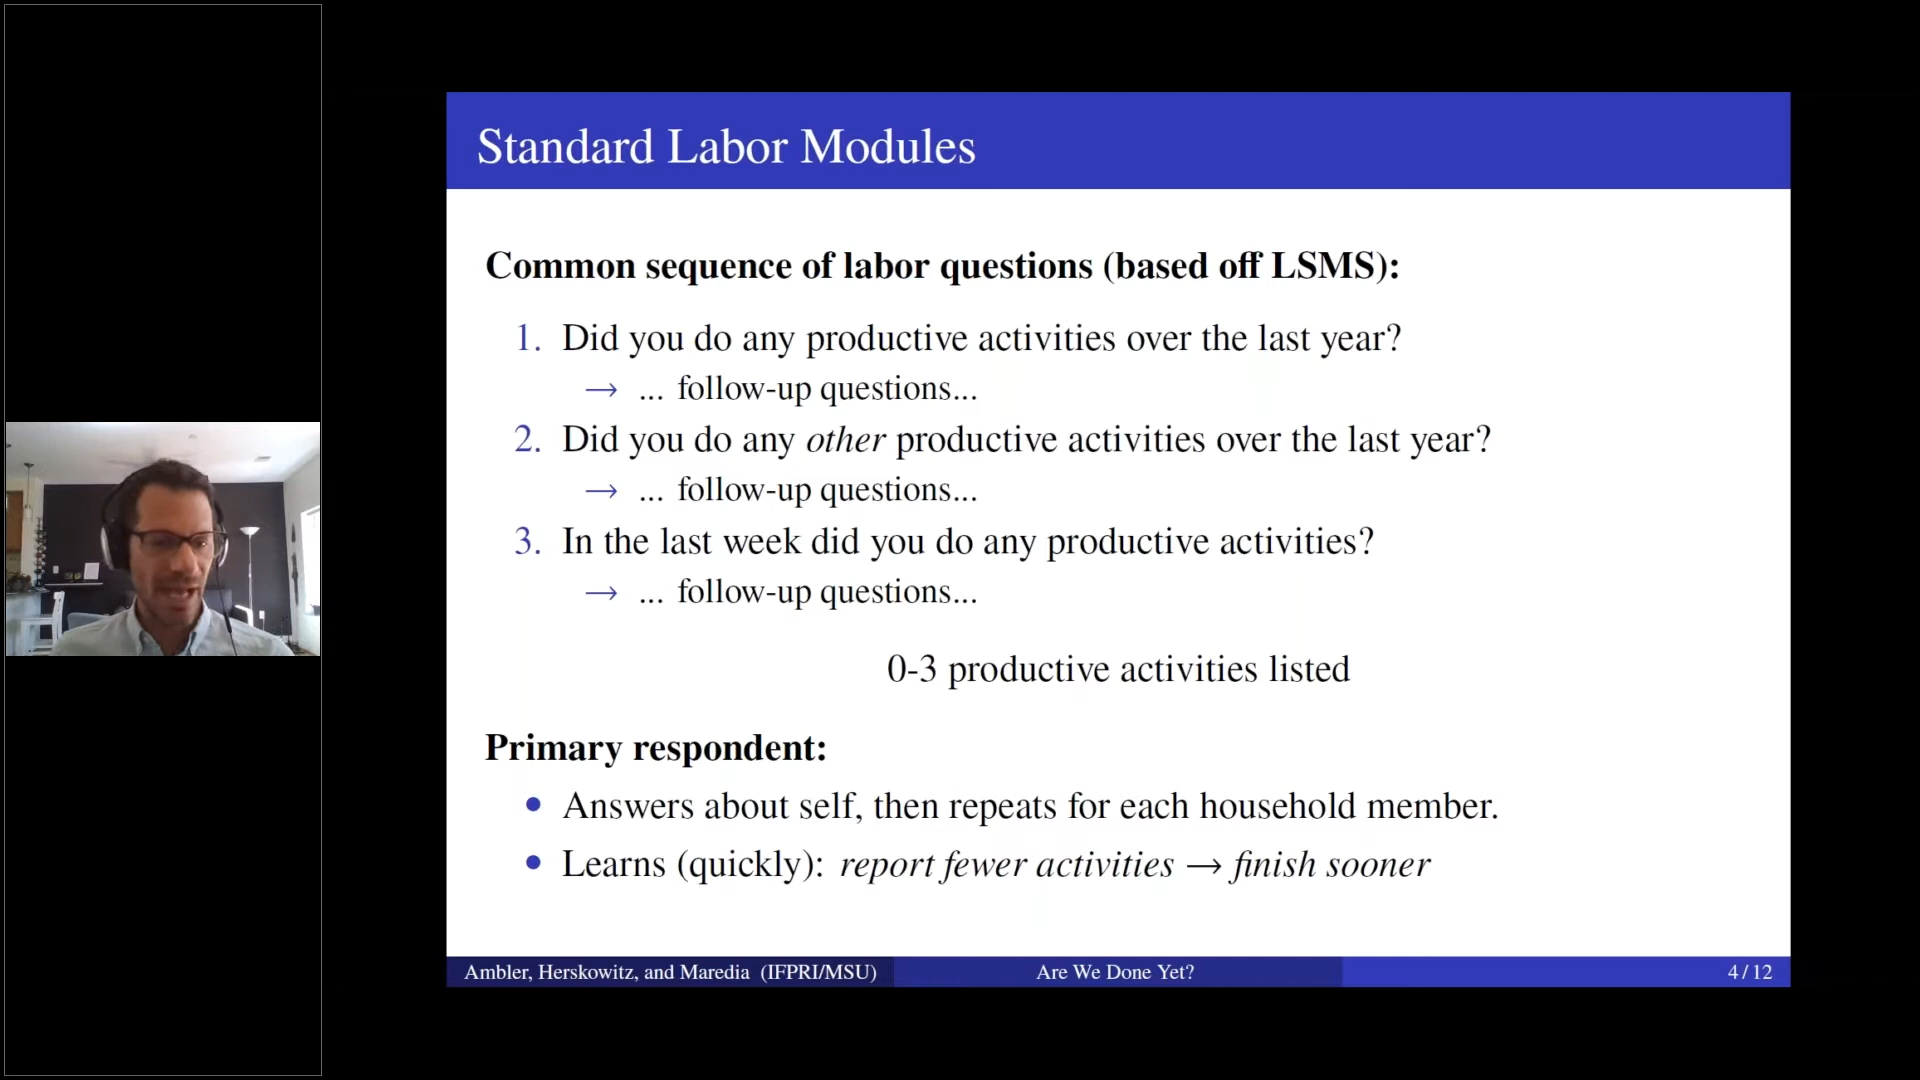 Standard Labor Modules
Common sequence of labor questions (based off LSMS):
1. Did you do any productive activities over the last year?
→ ... follow-up questions...
2. Did you do any other productive activities over the last year?
→ ... follow-up questions...
3. In the last week did you do any productive activities?
→ ... follow-up questions...
0-3 productive activities listed
Primary respondent:
• Answers about self, then repeats for each household member.
• Learns (quickly): report fewer activities → finish sooner
Ambler, Herskowitz, and Maredia (IFPRI/MSU) Are We Done Yet? 4 / 12